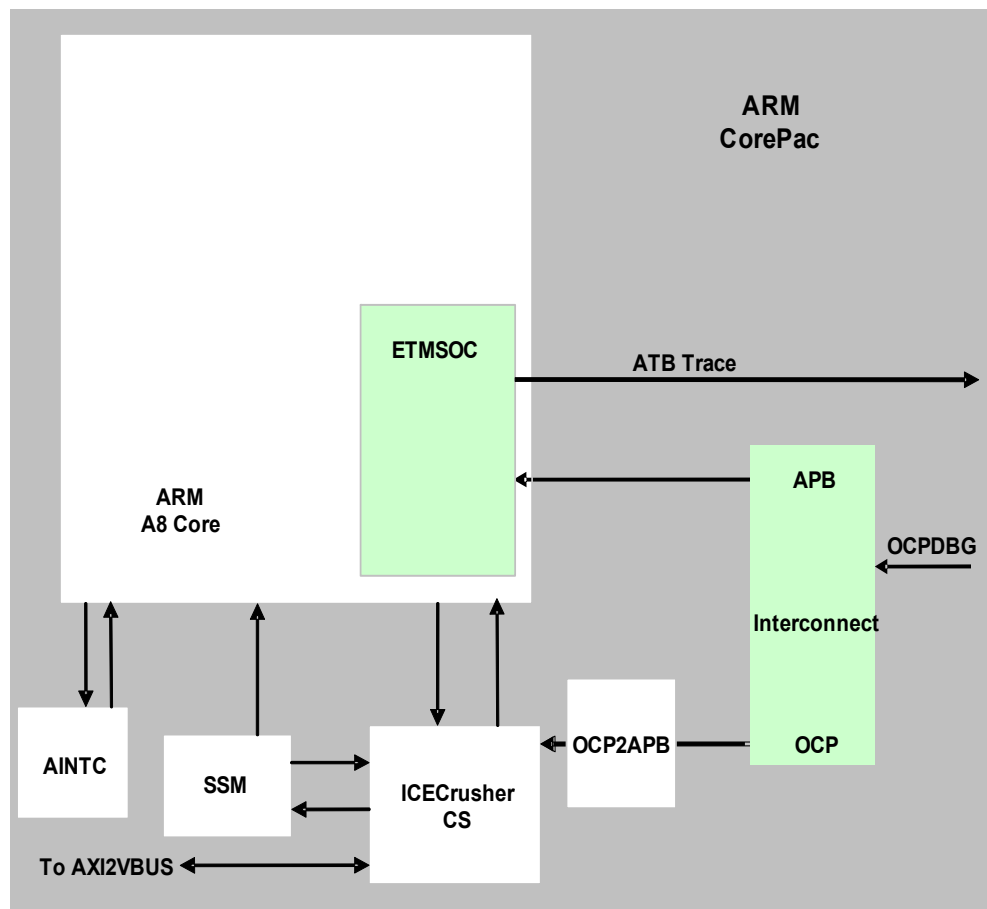 ARM
CorePac
ETMSOC
ATB Trace
APB
ARM
A8 Core
OCPDBG
Interconnect
OCP2APB
OCP
AINTC
SSM
ICECrusher
CS
To AXI2VBUS